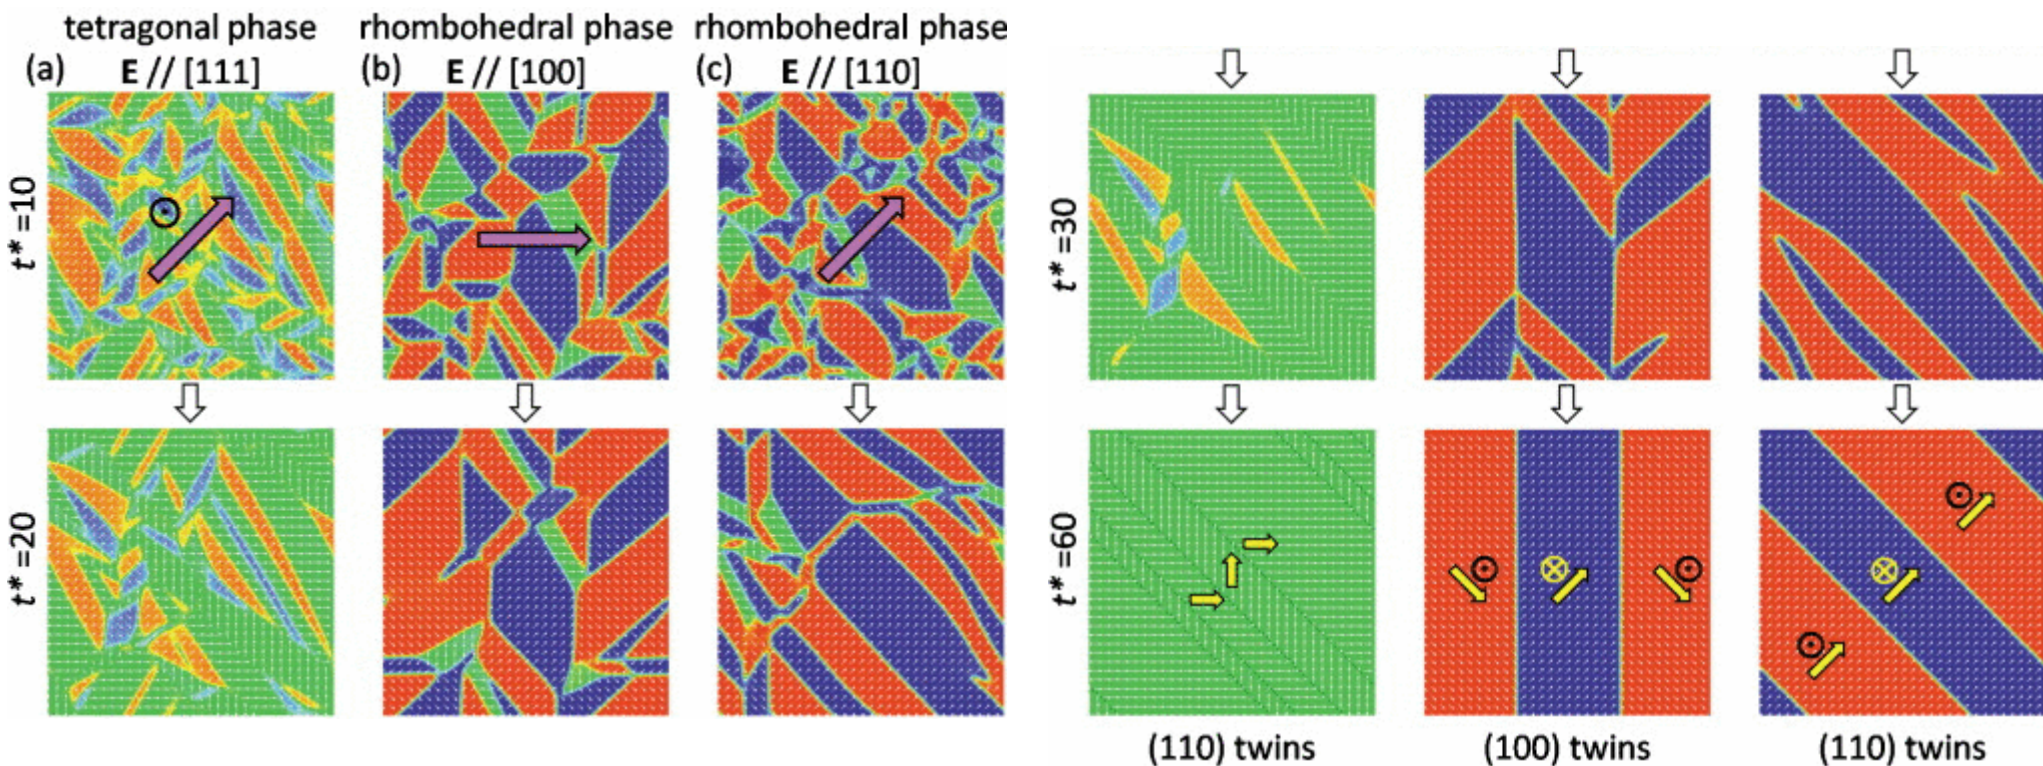 tetragonal phase
rhombohedral phase
rhombohedral phase
(a) E // [111]
(b) E // [100]
(c) E // [110]
t* =10
t* =20
t* =30
t* =60
(110) twins
(100) twins
(110) twins